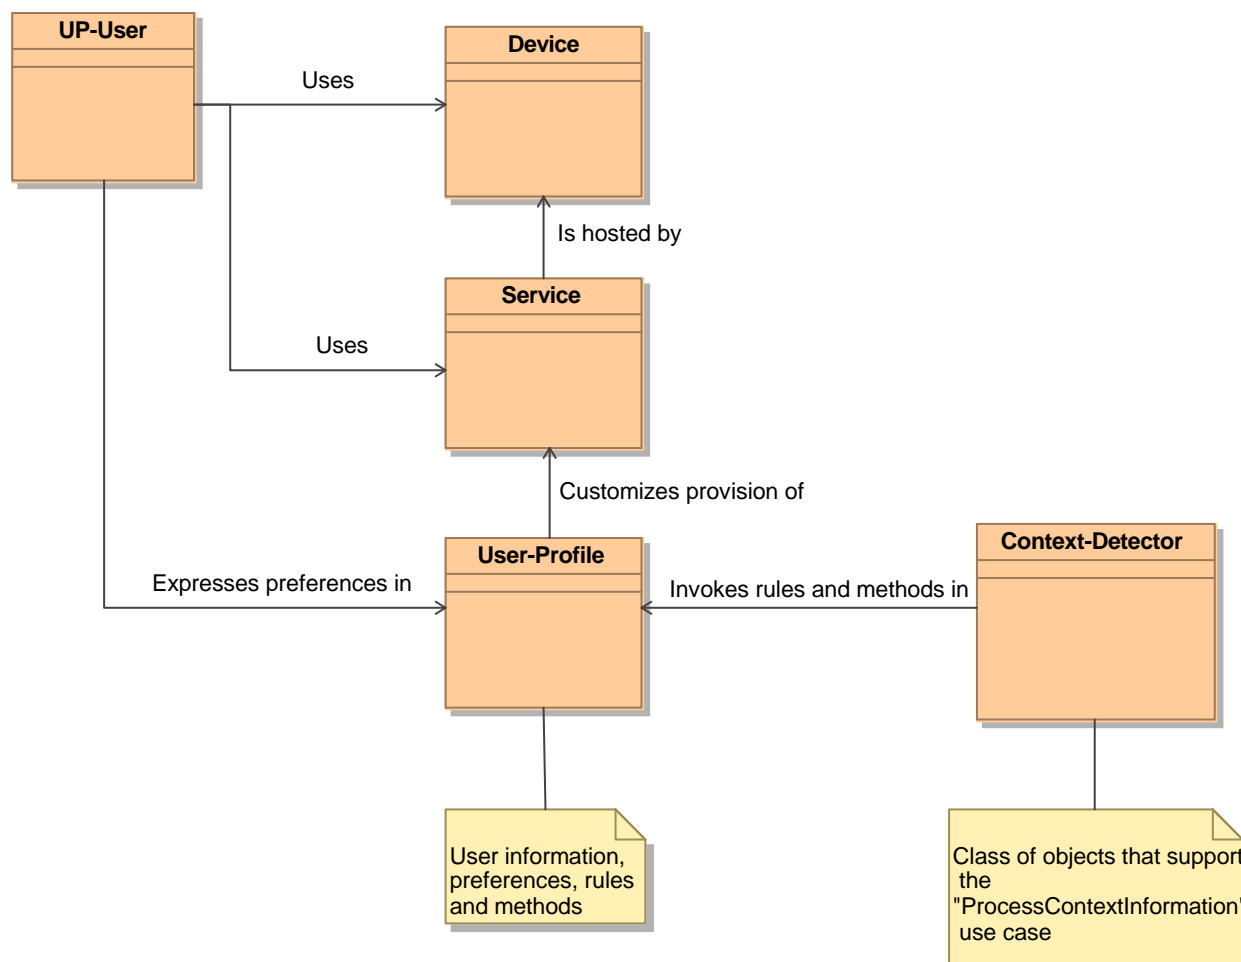 UP-User
Device
Uses
Is hosted by
Service
Uses
Customizes provision of
User-Profile
Context-Detector
Expresses preferences in
Invokes rules and methods in
User information,
preferences, rules
and methods
Class of objects that support
the
"ProcessContextInformation"
use case